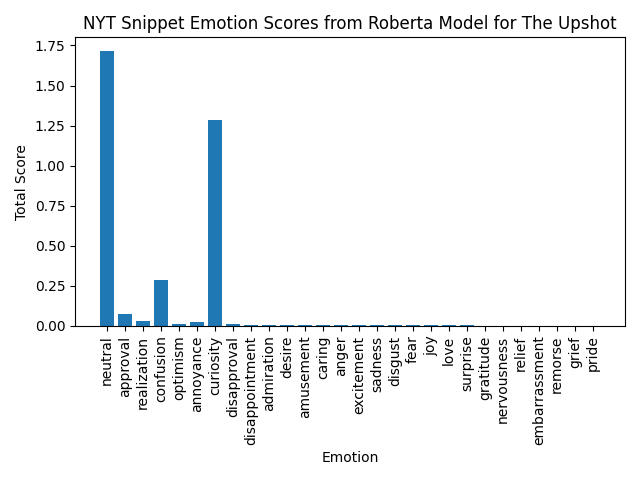 NYT Snippet Emotion Scores from Roberta Model for The Upshot
Total Score
1.75
1.50
1.25
1.00
0.75
0.50
0.25
0.00
neutral
approval
realization
confusion
optimism
annoyance
curiosity
disapproval
disappointment
admiration
desire
amusement
caring
anger
excitement
sadness
disgust
fear
joy
love
surprise
gratitude
nervousness
relief
embarrassment
remorse
grief
pride
Emotion